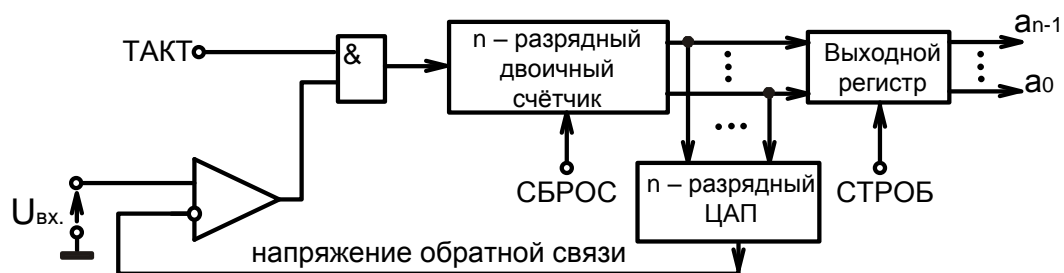 ТАКТ
&
n – разрядный
двоичный
счётчик
Выходной
регистр
an-1
a0
СБРОС
n – разрядный
ЦАП
СТРОБ
Uвх.
напряжение обратной связи